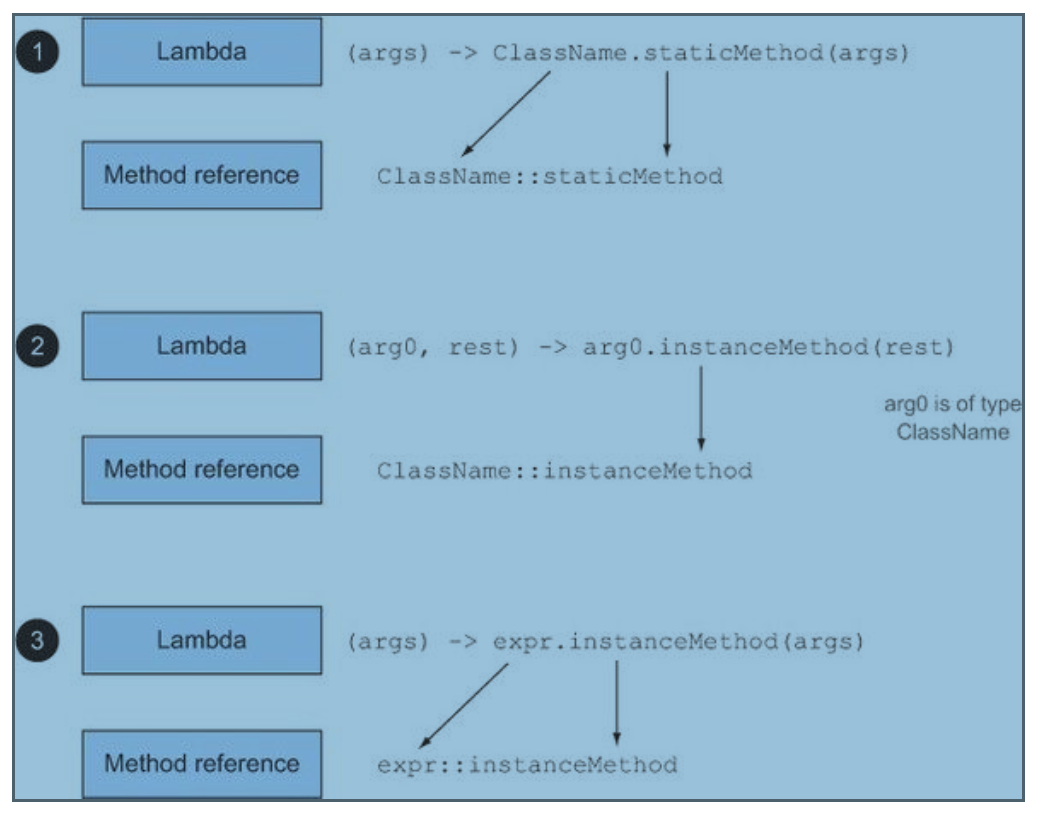 1 Lambda (args) -> ClassName.staticMethod(args)
Method reference ClassName::staticMethod
2 Lambda (arg0, rest) -> arg0.instanceMethod(rest)
arg0 is of type
ClassName
Method reference ClassName::instanceMethod
3 Lambda (args) -> expr.instanceMethod(args)
Method reference expr::instanceMethod